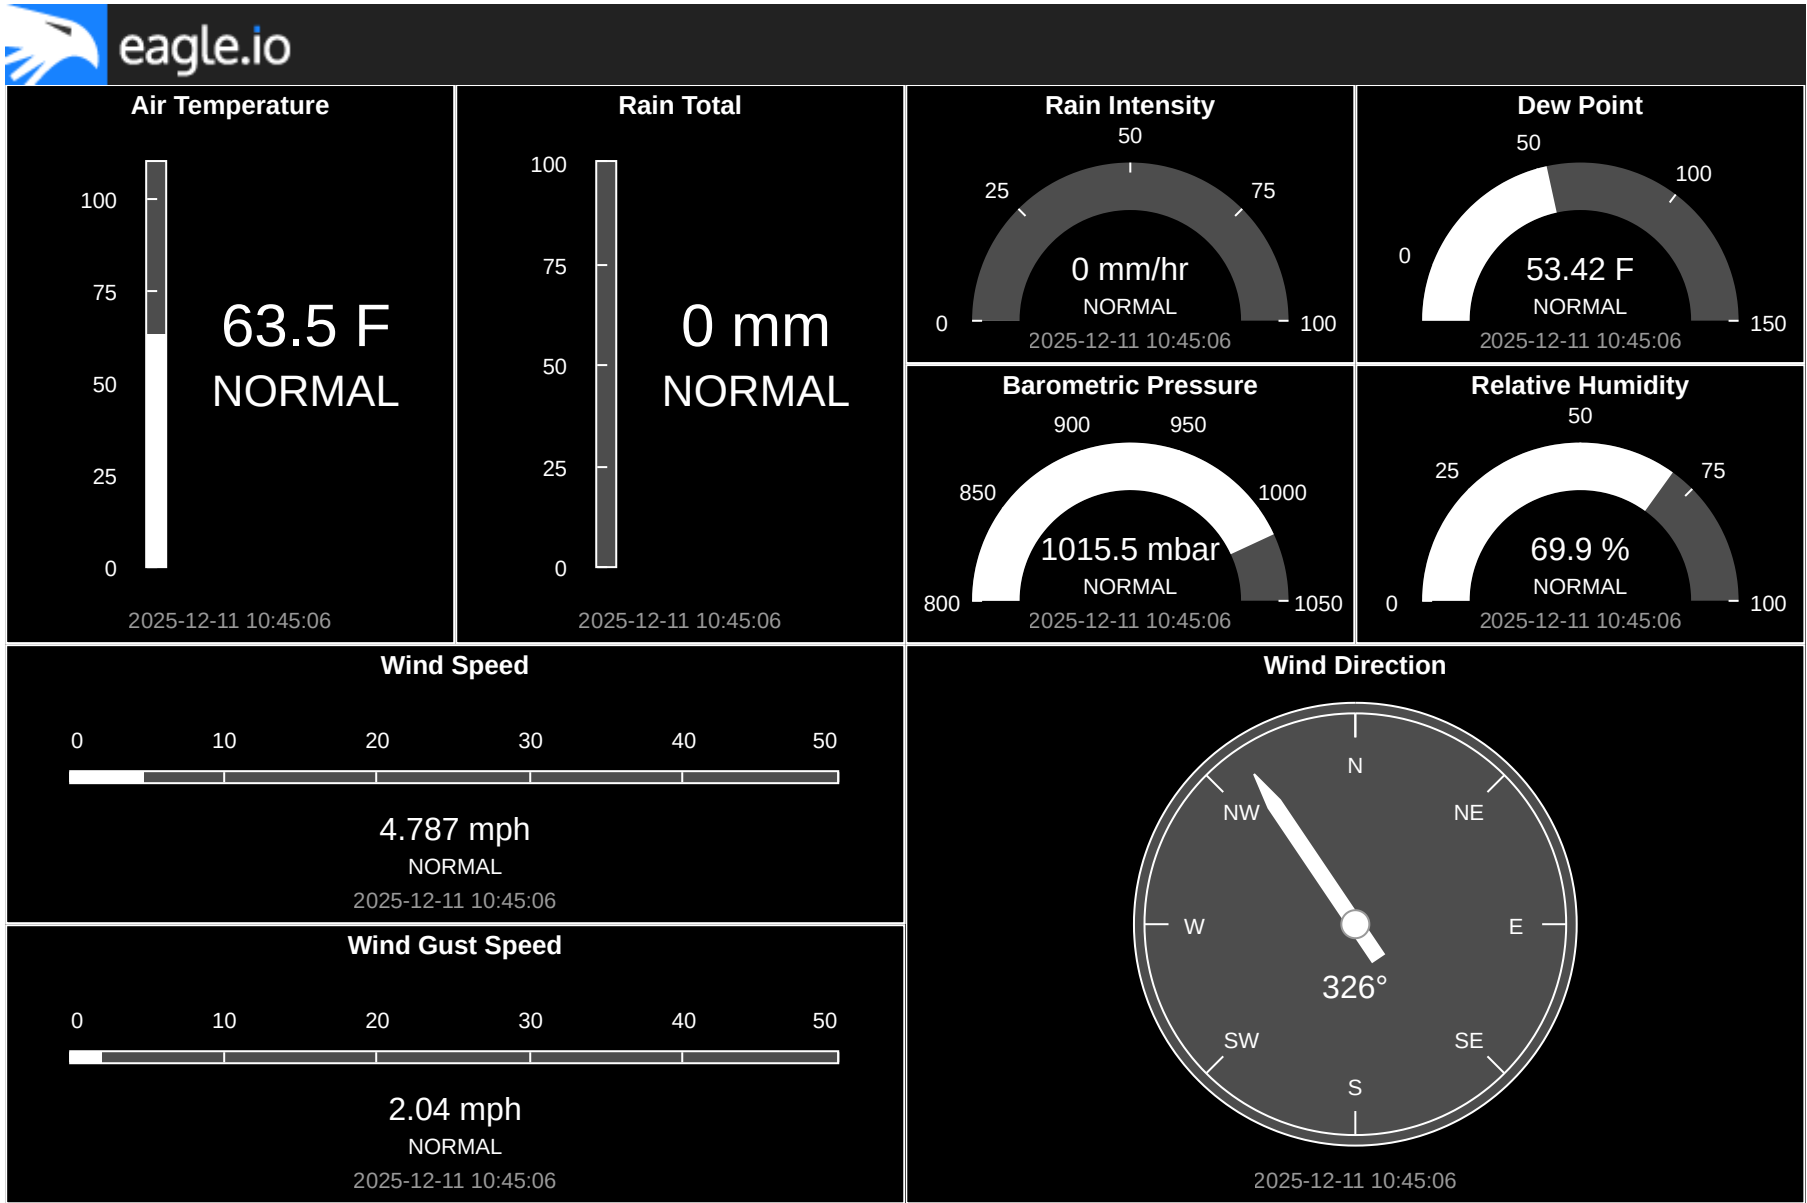 eagle.io
Air Temperature
100
75
50
25
0
63.5 F
NORMAL
2025-12-11 10:45:06
Rain Total
100
75
50
25
0
0 mm
NORMAL
2025-12-11 10:45:06
Rain Intensity
50
25
75
0
100
0 mm/hr
NORMAL
2025-12-11 10:45:06
Dew Point
50
100
0
150
53.42 F
NORMAL
2025-12-11 10:45:06
Barometric Pressure
900
950
850
1000
800
1050
1015.5 mbar
NORMAL
2025-12-11 10:45:06
Relative Humidity
50
25
75
0
100
69.9 %
NORMAL
2025-12-11 10:45:06
Wind Speed
0 10 20 30 40 50
4.787 mph
NORMAL
2025-12-11 10:45:06
Wind Gust Speed
0 10 20 30 40 50
2.04 mph
NORMAL
2025-12-11 10:45:06
Wind Direction
N
NW
NE
W
E
326°
SW
SE
S
2025-12-11 10:45:06